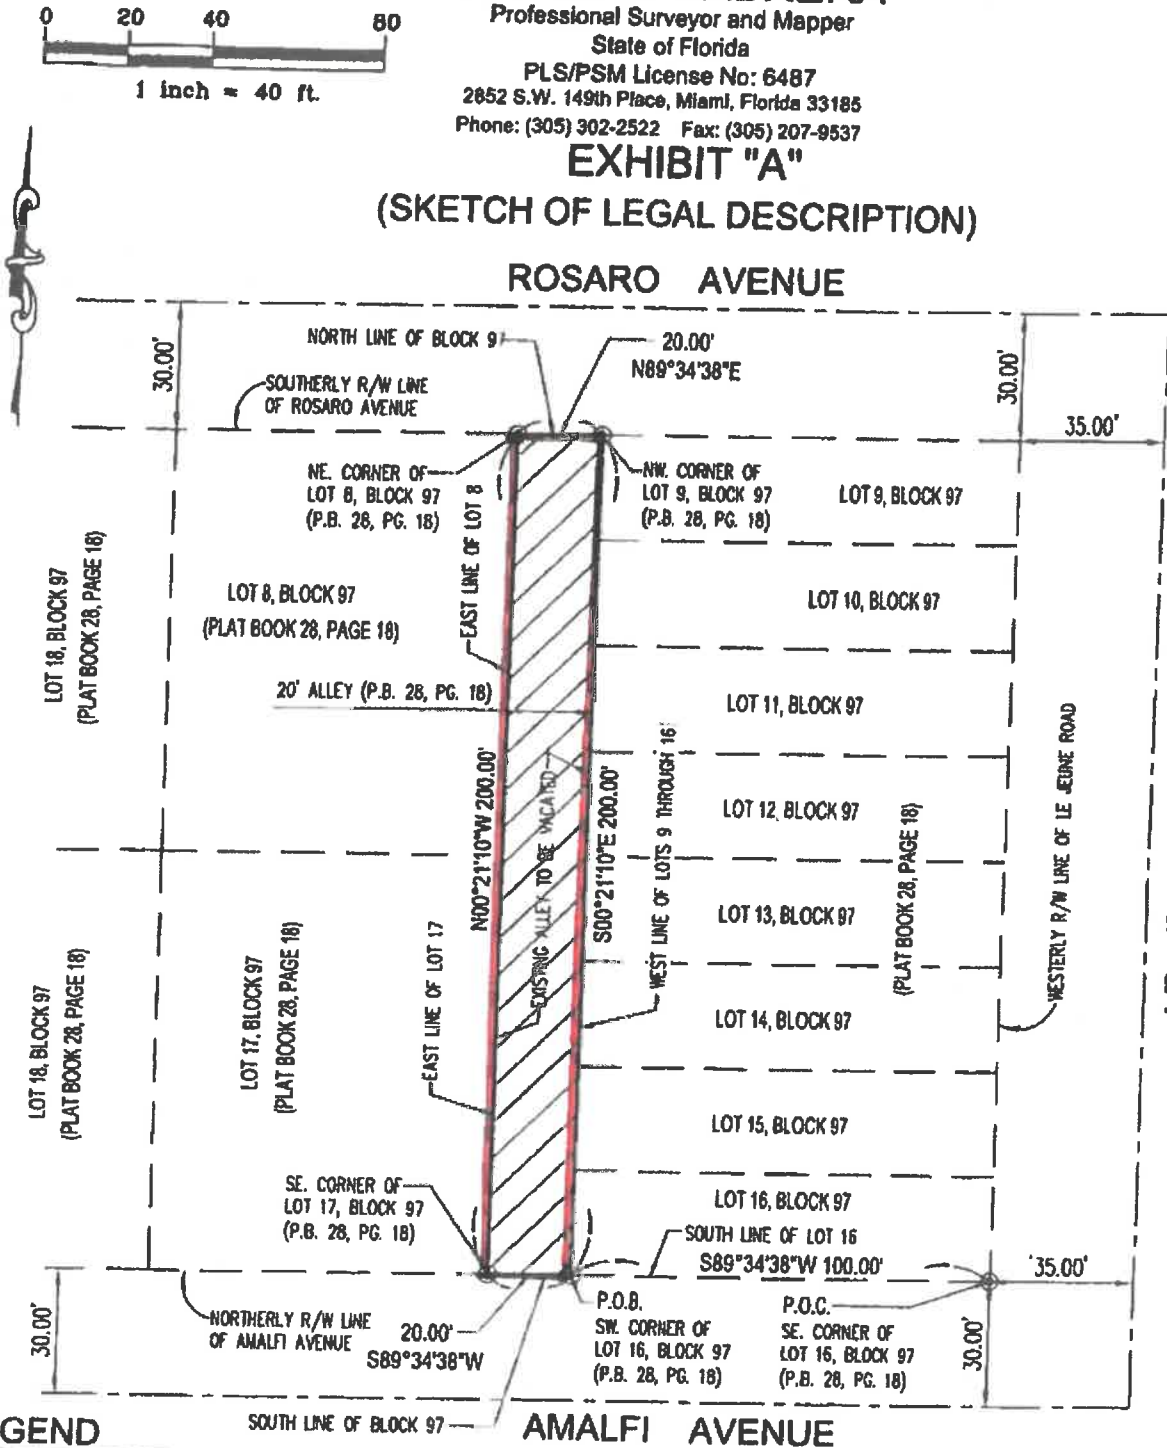 0 20 40 80
1 inch = 40 ft.
Professional Surveyor and Mapper
State of Florida
PLS/PSM License No: 6487
2852 S.W. 149th Place, Miami, Florida 33185
Phone: (305) 302-2522 Fax: (305) 207-9537
EXHIBIT "A"
(SKETCH OF LEGAL DESCRIPTION)
ROSARO AVENUE
30.00'
NORTH LINE OF BLOCK 9
20.00'
N89°34'38"E
30.00'
35.00'
SOUTHERLY R/W LINE
OF ROSARO AVENUE
NE. CORNER OF
LOT 8, BLOCK 97
(P.B. 28, PG. 18)
EAST LINE OF LOT 8
NW. CORNER OF
LOT 9, BLOCK 97
(P.B. 28, PG. 18)
LOT 9, BLOCK 97
LOT 18, BLOCK 97
(PLAT BOOK 28, PAGE 18)
LOT 8, BLOCK 97
(PLAT BOOK 28, PAGE 18)
LOT 10, BLOCK 97
20' ALLEY (P.B. 28, PG. 18)
LOT 11, BLOCK 97
N00°21'10"W 200.00'
EXISTING ALLEY TO BE VACATED
S00°21'10"E 200.00'
WEST LINE OF LOTS 9 THROUGH 16
LOT 12, BLOCK 97
(PLAT BOOK 28, PAGE 18)
WESTERLY R/W LINE OF LE JEUNE ROAD
LOT 13, BLOCK 97
LOT 18, BLOCK 97
(PLAT BOOK 28, PAGE 18)
LOT 17, BLOCK 97
(PLAT BOOK 28, PAGE 18)
EAST LINE OF LOT 17
LOT 14, BLOCK 97
LOT 15, BLOCK 97
SE. CORNER OF
LOT 17, BLOCK 97
(P.B. 28, PG. 18)
LOT 16, BLOCK 97
SOUTH LINE OF LOT 16
S89°34'38"W 100.00'
35.00'
30.00'
NORTHERLY R/W LINE
OF AMALFI AVENUE
20.00'
S89°34'38"W
P.O.B.
SW. CORNER OF
LOT 16, BLOCK 97
(P.B. 28, PG. 18)
P.O.C.
SE. CORNER OF
LOT 16, BLOCK 97
(P.B. 28, PG. 18)
30.00'
SOUTH LINE OF BLOCK 97
AMALFI AVENUE
GEND